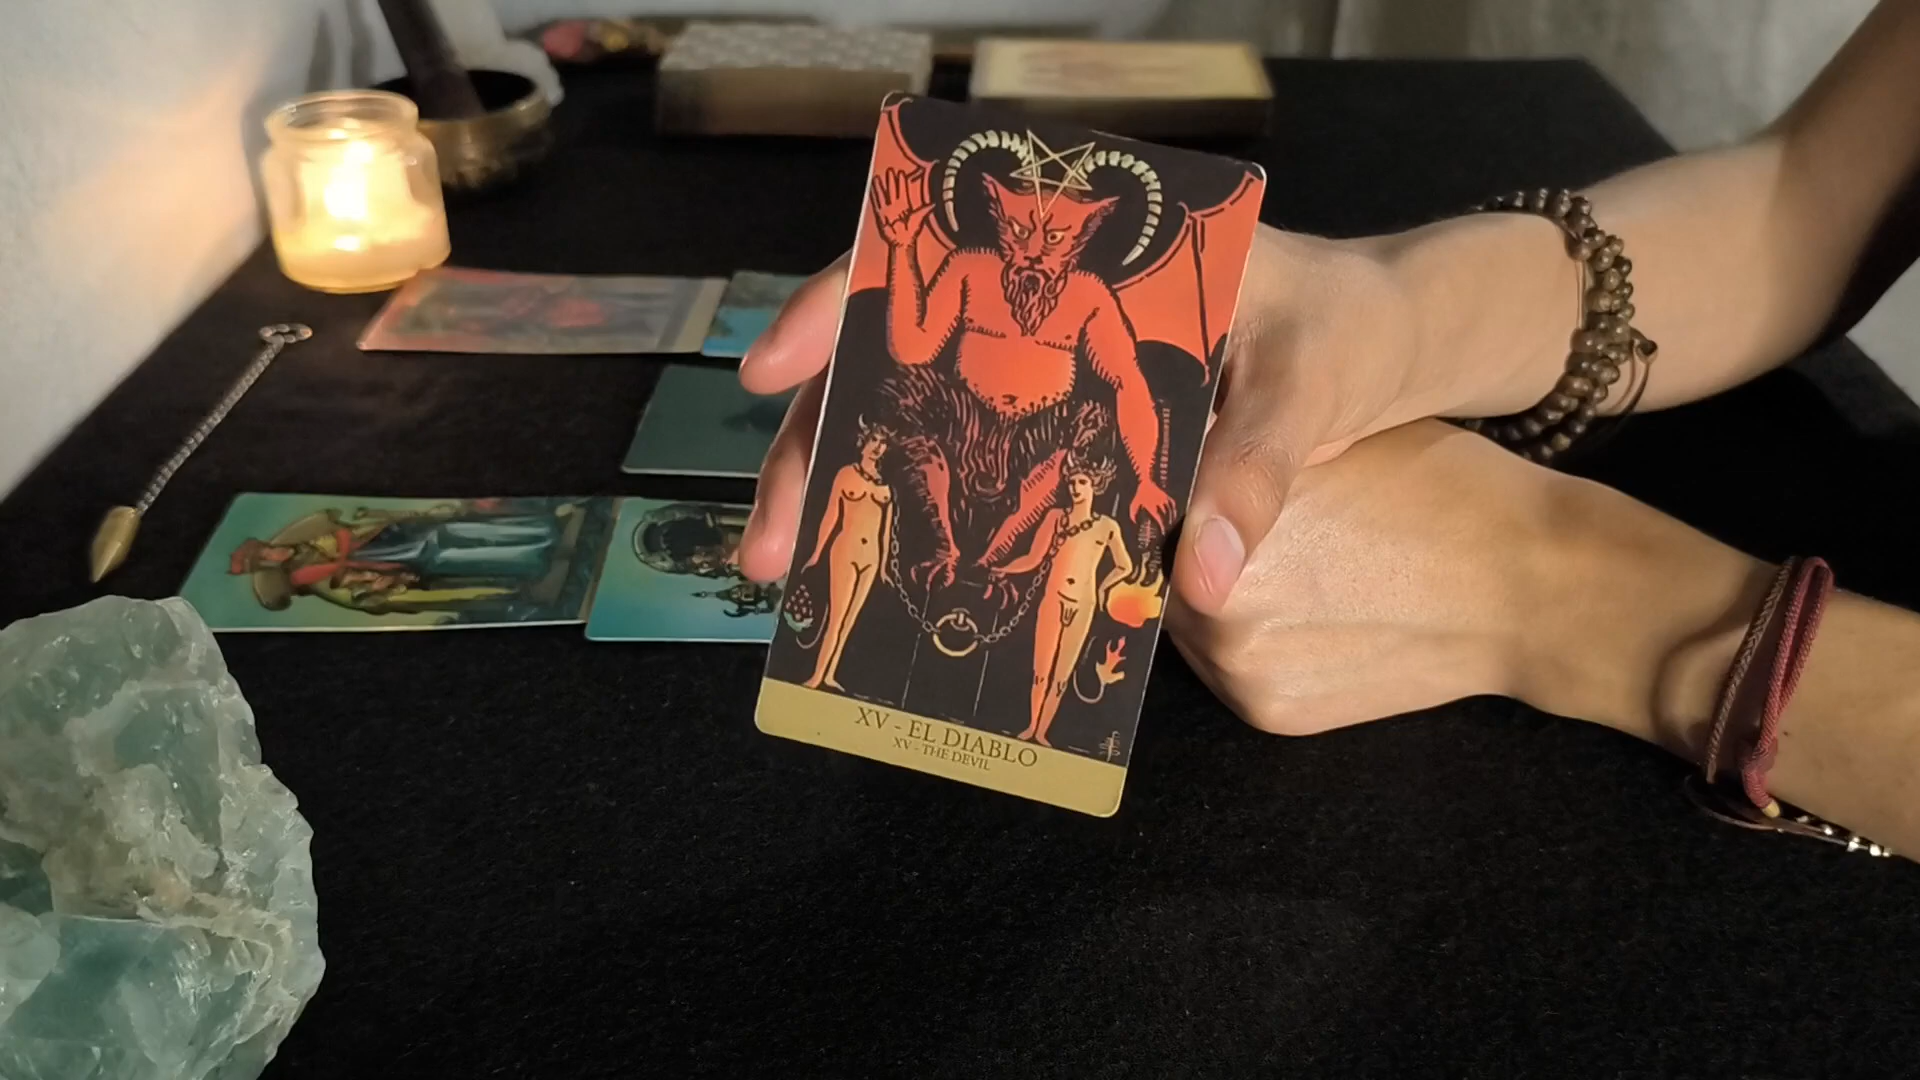 XV - EL DIABLO
XV - THE DEVIL